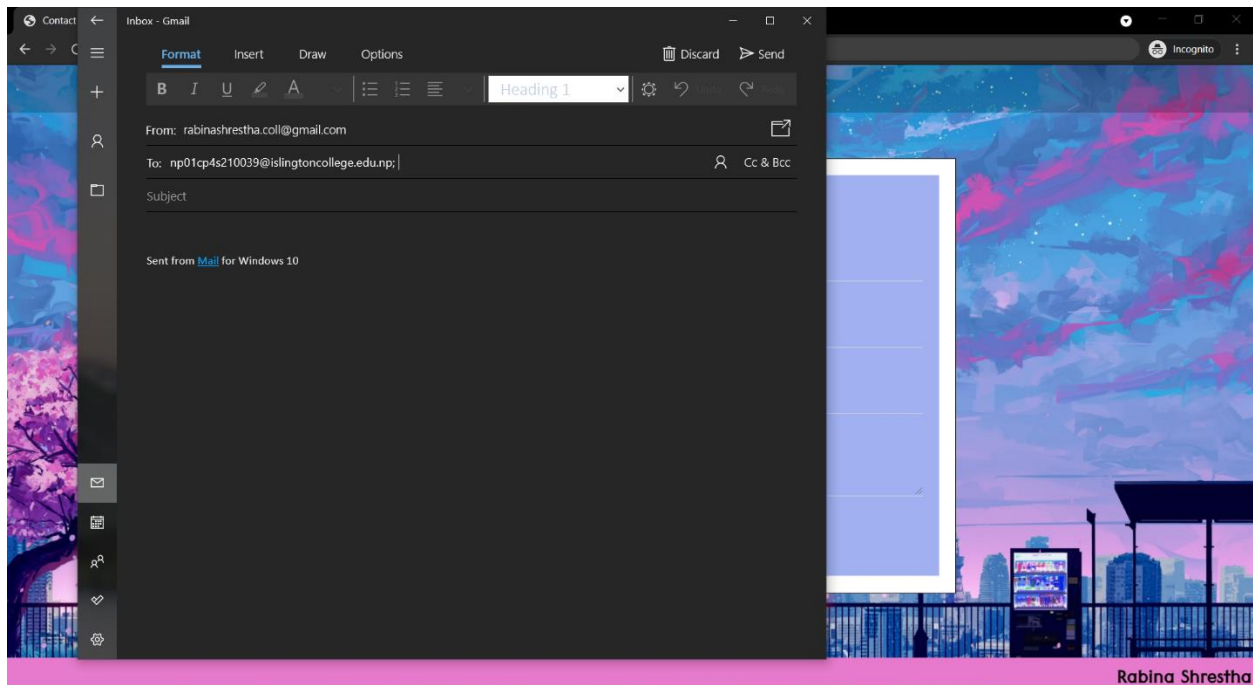 Contact
Inbox - Gmail
Format Insert Draw Options Discard Send
B I U A Heading 1
Incognito
From: rabinashrestha.coll@gmail.com
To: np01cp4s210039@islingtoncollege.edu.np; Cc & Bcc
Subject
Sent from Mail for Windows 10
Rabina Shrestha